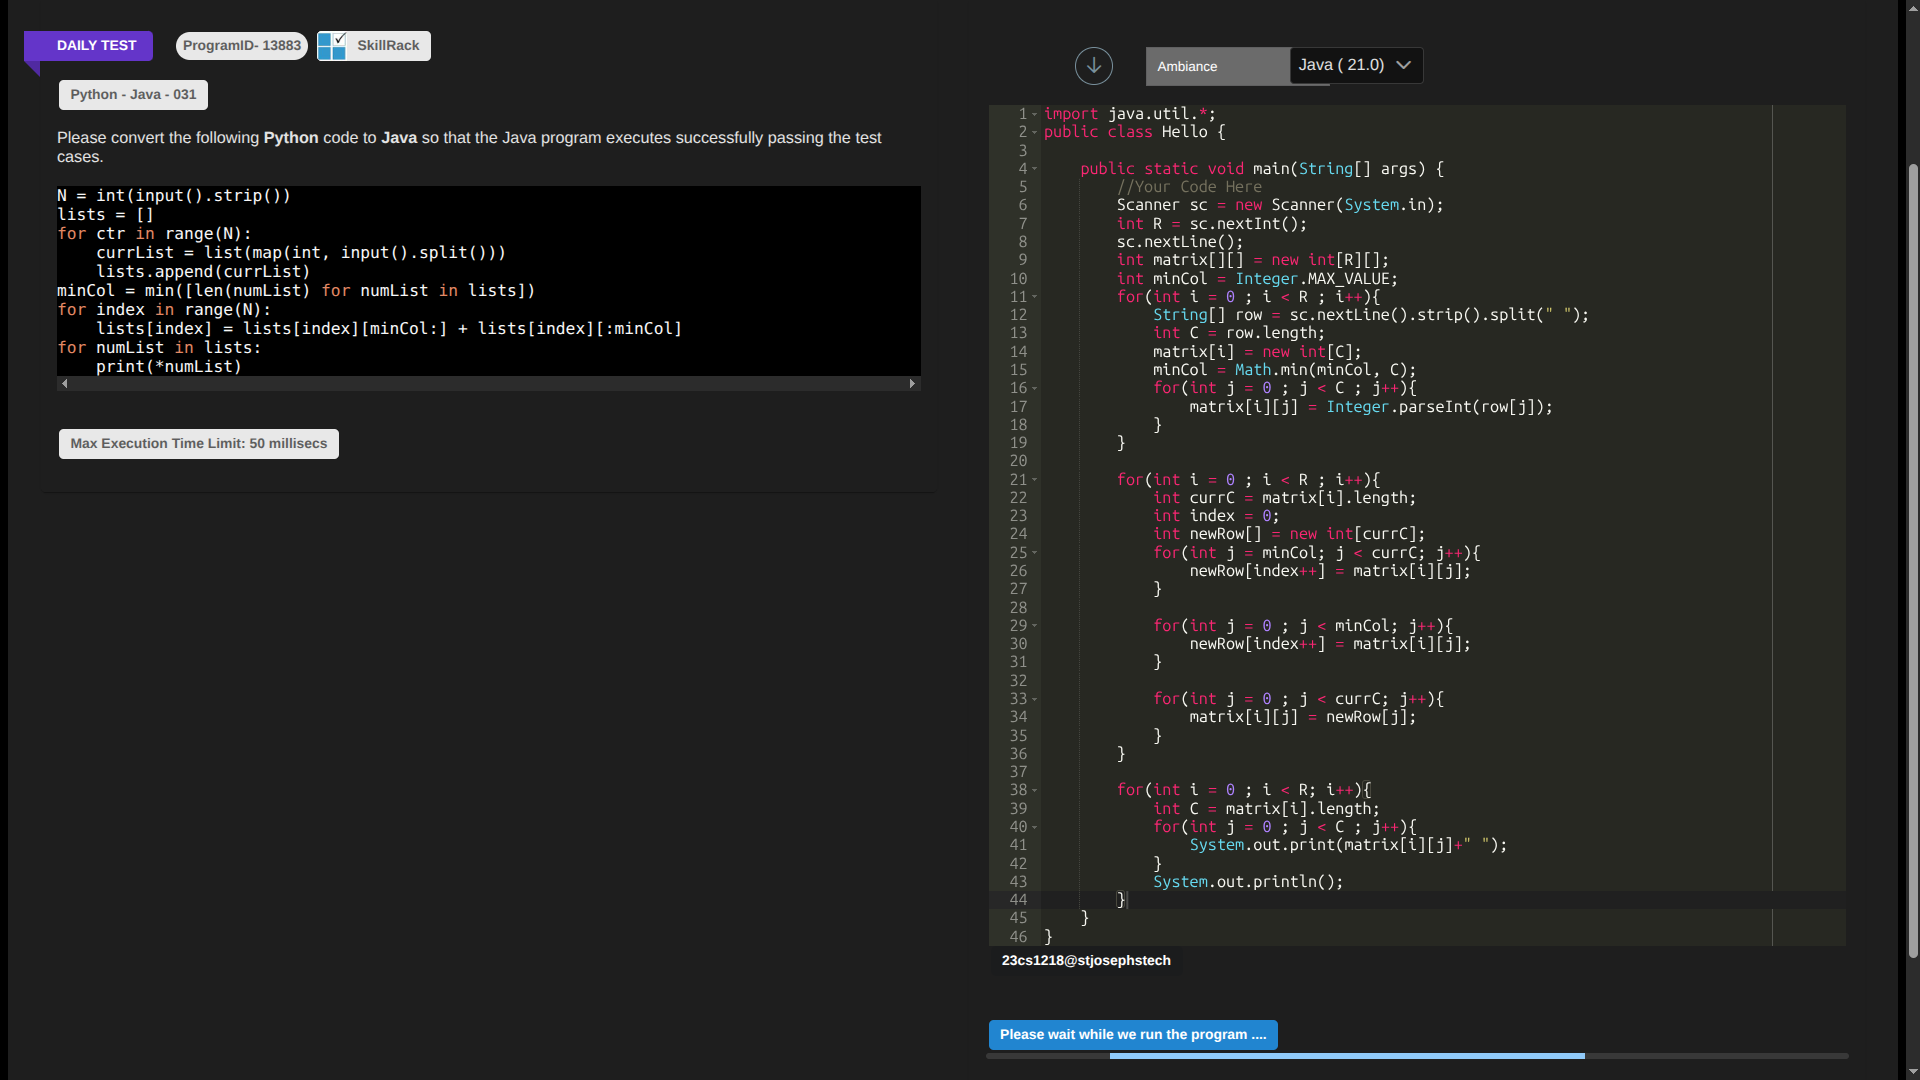 DAILY TEST
ProgramID- 13883
SkillRack
Python - Java - 031
Please convert the following Python code to Java so that the Java program executes successfully passing the test
cases.
N = int(input().strip())
lists = []
for ctr in range(N):
    currList = list(map(int, input().split()))
    lists.append(currList)
minCol = min([len(numList) for numList in lists])
for index in range(N):
    lists[index] = lists[index][minCol:] + lists[index][:minCol]
for numList in lists:
    print(*numList)
Max Execution Time Limit: 50 millisecs
Ambiance
Java ( 21.0)
1 import java.util.*;
2 public class Hello {
3
4     public static void main(String[] args) {
5         //Your Code Here
6         Scanner sc = new Scanner(System.in);
7         int R = sc.nextInt();
8         sc.nextLine();
9         int matrix[][] = new int[R][];
10         int minCol = Integer.MAX_VALUE;
11         for(int i = 0 ; i < R ; i++){
12             String[] row = sc.nextLine().strip().split(" ");
13             int C = row.length;
14             matrix[i] = new int[C];
15             minCol = Math.min(minCol, C);
16             for(int j = 0 ; j < C ; j++){
17                 matrix[i][j] = Integer.parseInt(row[j]);
18             }
19         }
20
21         for(int i = 0 ; i < R ; i++){
22             int currC = matrix[i].length;
23             int index = 0;
24             int newRow[] = new int[currC];
25             for(int j = minCol; j < currC; j++){
26                 newRow[index++] = matrix[i][j];
27             }
28
29             for(int j = 0 ; j < minCol; j++){
30                 newRow[index++] = matrix[i][j];
31             }
32
33             for(int j = 0 ; j < currC; j++){
34                 matrix[i][j] = newRow[j];
35             }
36         }
37
38         for(int i = 0 ; i < R; i++){
39             int C = matrix[i].length;
40             for(int j = 0 ; j < C ; j++){
41                 System.out.print(matrix[i][j]+" ");
42             }
43             System.out.println();
44         }
45     }
46 }
23cs1218@stjosephstech
Please wait while we run the program ....